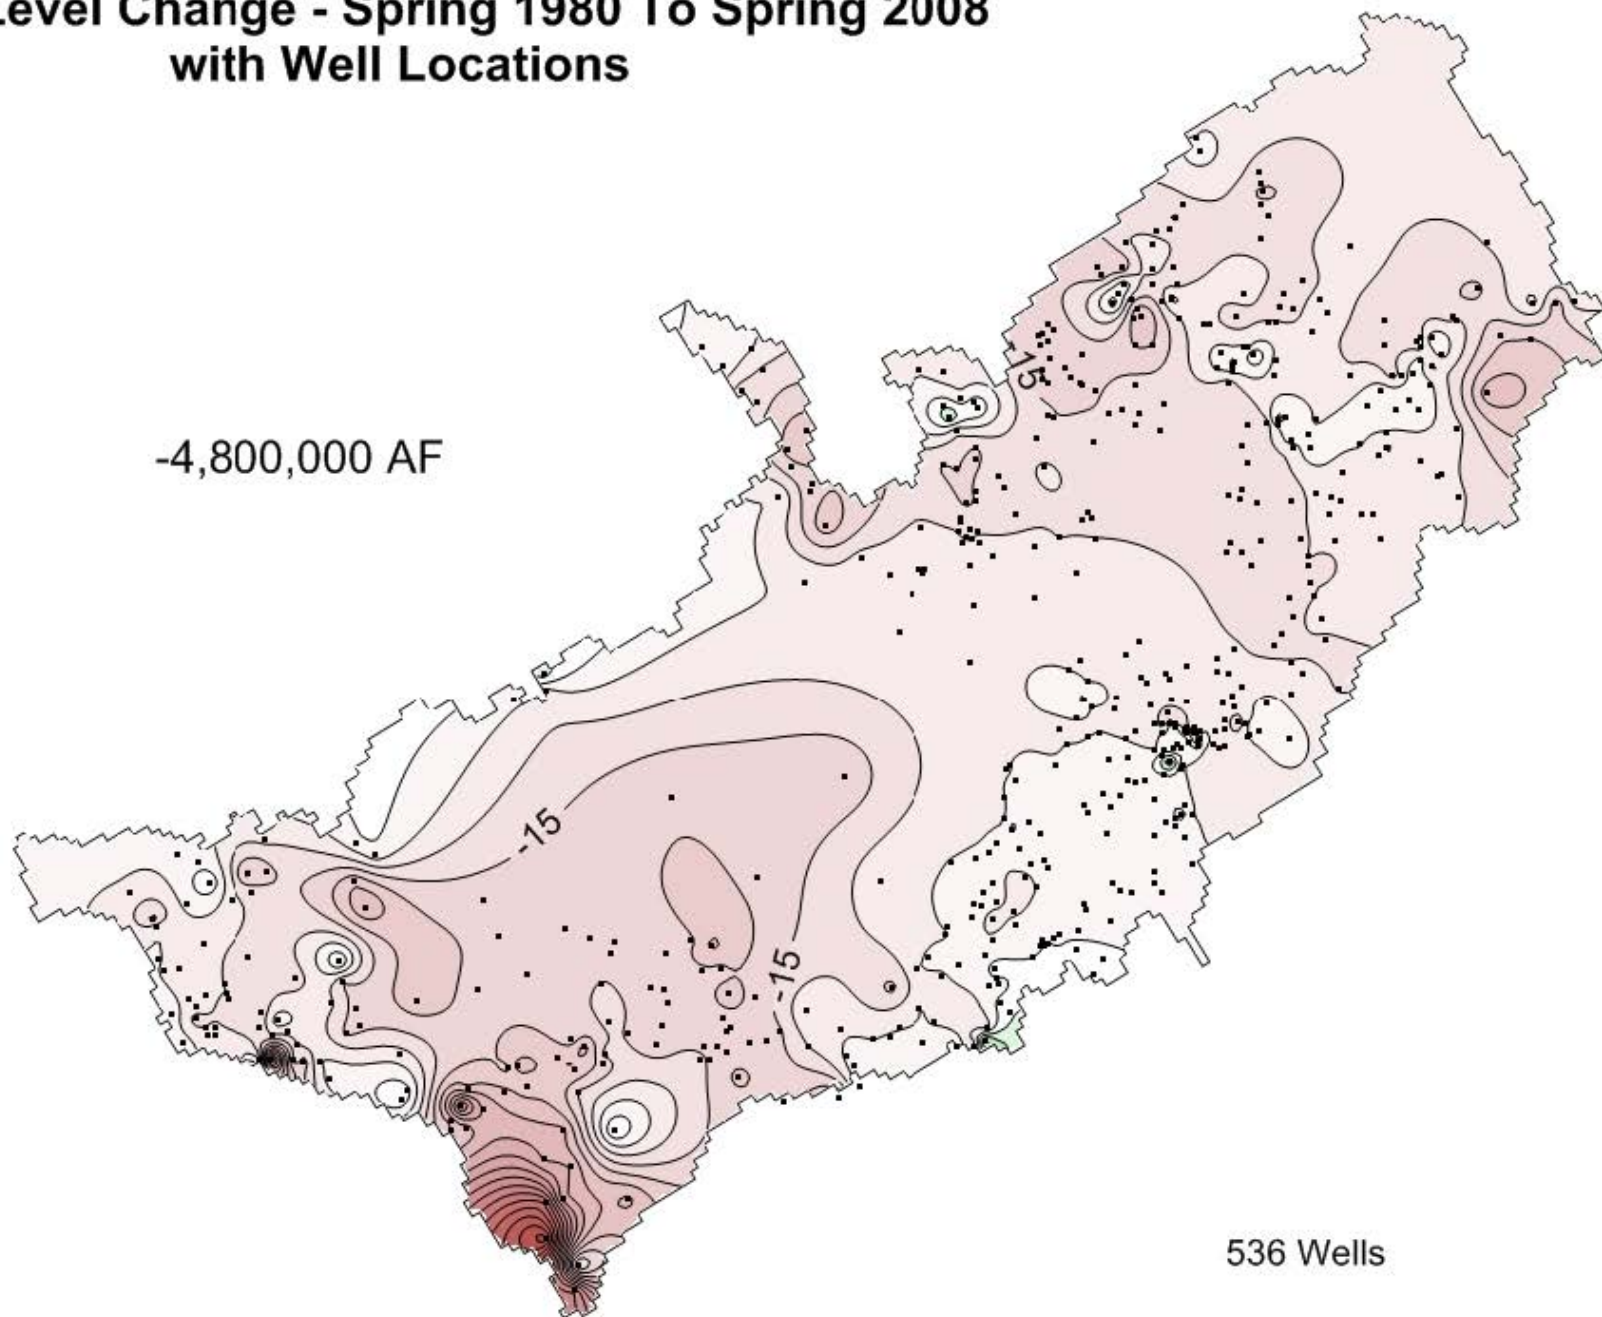 Level Change - Spring 1980 To Spring 2008
with Well Locations
-15
-4,800,000 AF
-15
-15
536 Wells